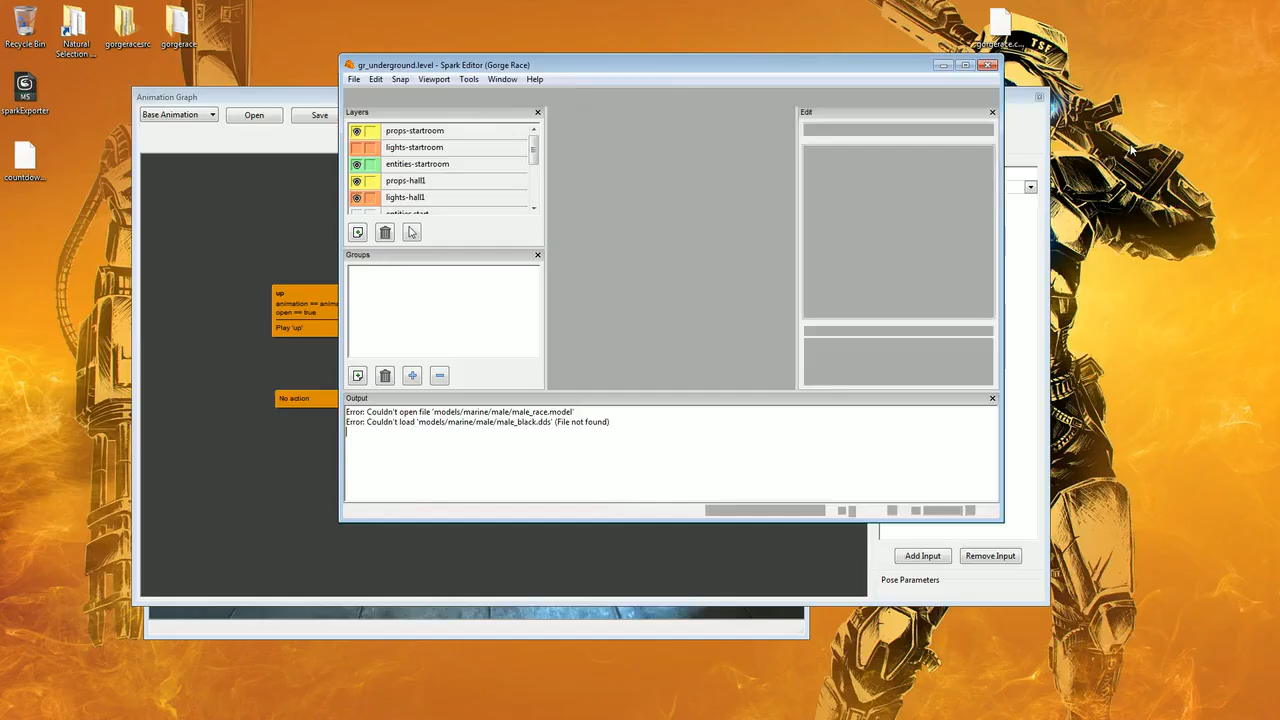 Recycle Bin
Natural
Selection ...
gorgeracesrc
gorgerace
sparkExporter
MS
countdow...
gorgerace.c...
TSF
Animation Graph
Base Animation
Open
Save
up
open == true
Play 'up'
No action
gr_underground.level - Spark Editor (Gorge Race)
File Edit Snap Viewport Tools Window Help
Layers
props-startroom
lights-startroom
entities-startroom
props-hall1
lights-hall1
Groups
Edit
Output
Error: Couldn't open file 'models/marine/male/male_race.model'
Error: Couldn't load 'models/marine/male/male_black.dds' (File not found)
Add Input
Remove Input
Pose Parameters